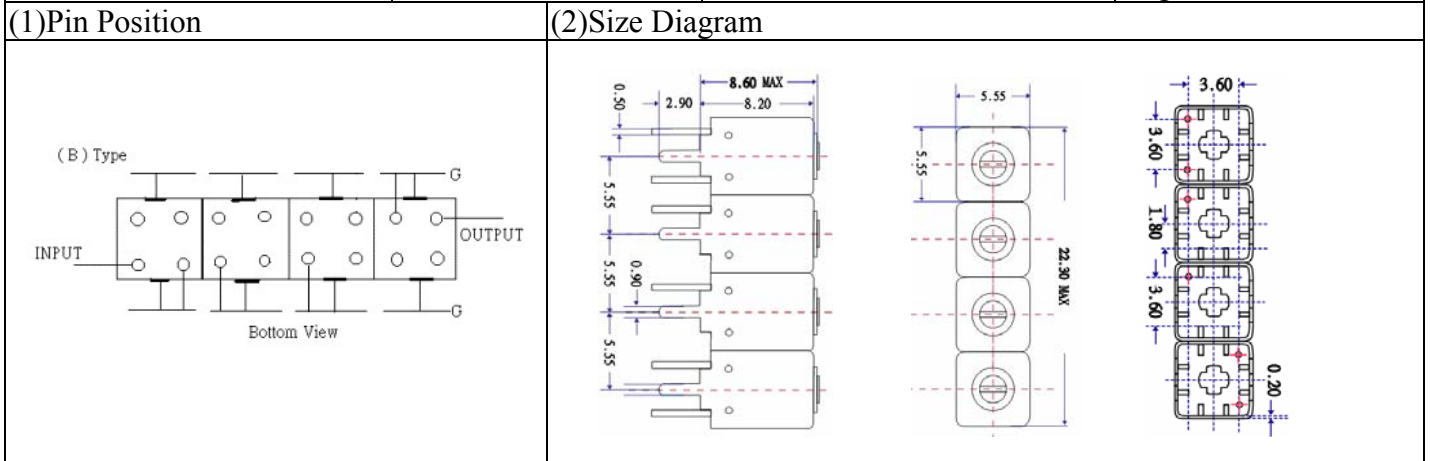 (1)Pin Position
(2)Size Diagram
(B) Type
G
INPUT
OUTPUT
G
Bottom View
8.60 MAX
0.50
2.90
8.20
5.55
5.55
0.90
5.55
5.55
5.55
22.30 MAX
3.60
3.60
1.80
3.60
0.20